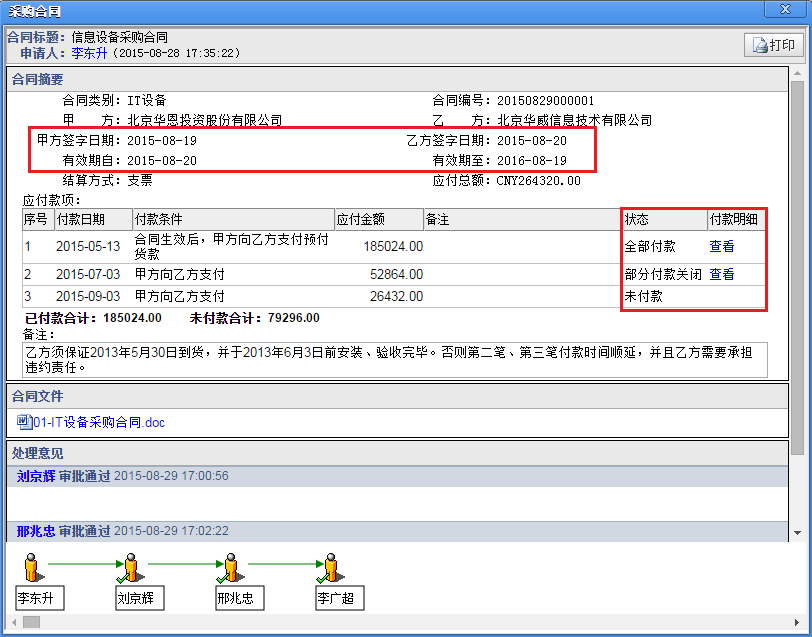 采购合同
X
合同标题: 信息设备采购合同
申请人: 李东升 (2015-08-28 17:35:22)
打印
合同摘要
合同类别: IT设备 合同编号: 20150829000001
甲 方: 北京华恩投资股份有限公司 乙 方: 北京华威信息技术有限公司
甲方签字日期: 2015-08-19 乙方签字日期: 2015-08-20
有效期自: 2015-08-20 有效期至: 2016-08-19
结算方式: 支票 应付总额: CNY264320.00
应付款项:
序号 付款日期 付款条件 应付金额 备注 状态 付款明细
1 2015-05-13 合同生效后，甲方向乙方支付预付货款 185024.00 全部付款 查看
2 2015-07-03 甲方向乙方支付 52864.00 部分付款关闭 查看
3 2015-09-03 甲方向乙方支付 26432.00 未付款
已付款合计: 185024.00 未付款合计: 79296.00
备注:
乙方须保证2013年5月30日到货，并于2013年6月3日前安装、验收完毕。否则第二笔、第三笔付款时间顺延，并且乙方需要承担
违约责任。
合同文件
01-IT设备采购合同.doc
处理意见
刘京辉 审批通过 2015-08-29 17:00:56
邢兆忠 审批通过 2015-08-29 17:02:22
李东升 刘京辉 邢兆忠 李广超